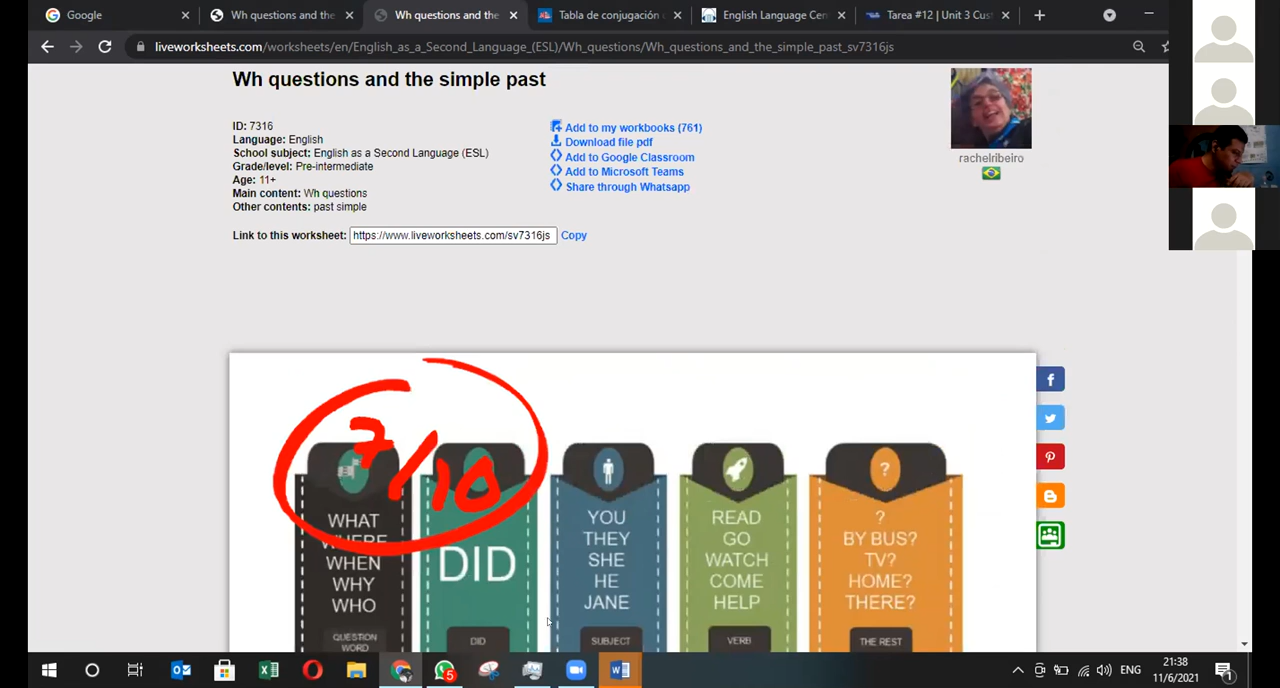 Google
Wh questions and the
Wh questions and the
Tabla de conjugación
English Language Cen
Tarea #12 | Unit 3 Cus
liveworksheets.com/worksheets/en/English_as_a_Second_Language_(ESL)/Wh_questions/Wh_questions_and_the_simple_past_sv7316js
Wh questions and the simple past
ID: 7316
Language: English
School subject: English as a Second Language (ESL)
Grade/level: Pre-intermediate
Age: 11+
Main content: Wh questions
Other contents: past simple
Add to my workbooks (761)
Download file pdf
Add to Google Classroom
Add to Microsoft Teams
Share through Whatsapp
rachelribeiro
Link to this worksheet: https://www.liveworksheets.com/sv7316js Copy
7/10
WHAT
WHERE
WHEN
WHY
WHO
QUESTION
WORD
DID
DID
YOU
THEY
SHE
HE
JANE
SUBJECT
READ
GO
WATCH
COME
HELP
VERB
?
?
BY BUS?
TV?
HOME?
THERE?
THE REST
5
ENG
21:38
11/6/2021
1